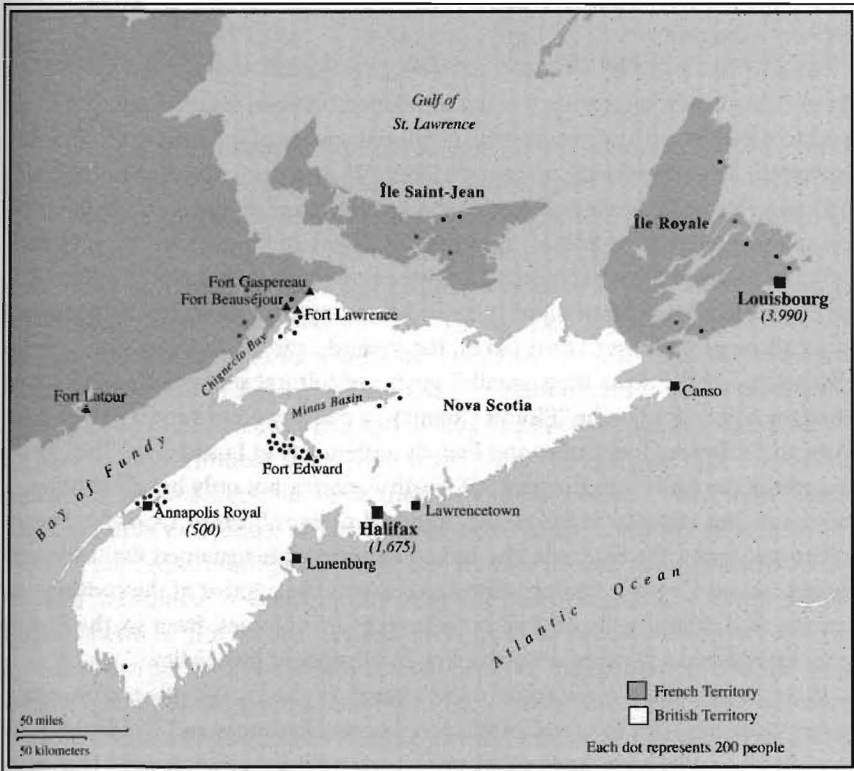 Gulf of
St. Lawrence
Île Saint-Jean
Île Royale
Fort Gaspereau
Fort Beauséjour
Fort Lawrence
Louisbourg
(3,990)
Chignecto Bay
Canso
Fort Latour
Minas Basin
Nova Scotia
Fort Edward
Bay of Fundy
Annapolis Royal
(500)
Lawrencetown
Halifax
(1,675)
Lunenburg
Atlantic Ocean
French Territory
British Territory
Each dot represents 200 people
50 miles
50 kilometers